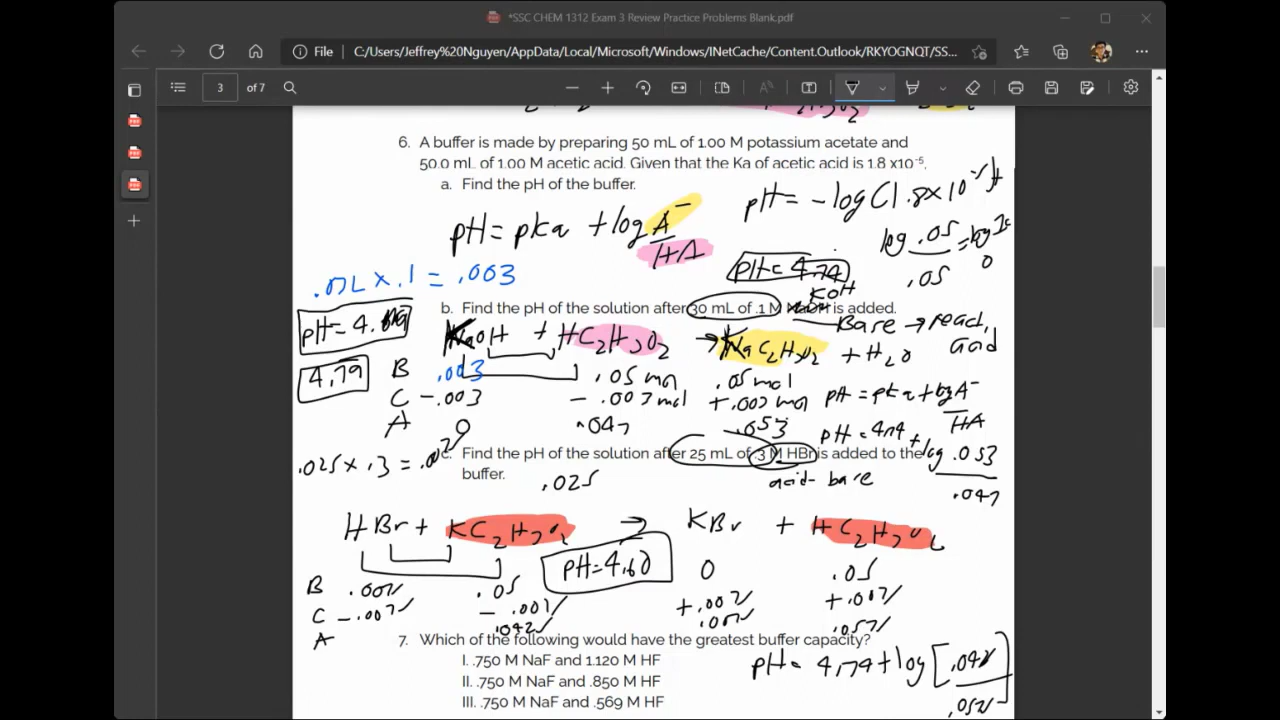 *SSC CHEM 1312 Exam 3 Review Practice Problems Blank.pdf
File C:/Users/Jeffrey%20Nguyen/AppData/Local/Microsoft/Windows/INetCache/Content.Outlook/RKYOGNQT/SS...
3 of 7
6. A buffer is made by preparing 50 mL of 1.00 M potassium acetate and
50.0 mL of 1.00 M acetic acid. Given that the Ka of acetic acid is 1.8 x10⁻⁵,
a. Find the pH of the buffer.
pH = -log(1.8x10⁻⁵)+
log .05 / .05
0
pH = pKa + log A⁻ / HA
pH = 4.74
.1 = .003
KOH
b. Find the pH of the solution after 30 mL of .1 M NaOH is added.
pH = 4.
4.79
KOH + HC₂H₃O₂ → KC₂H₃O₂ + H₂O
Base → react, acid
B .003 .05 mol .05 mol
C -.003 - .003 mol +.003 mol
A 0 .047 .053
pH = pKa + log A⁻ / HA
pH = 4.74 + log .053 / .047
c. Find the pH of the solution after 25 mL of .3 M HBr is added to the
buffer.
.025 x .3 =
.025
acid - base
HBr + KC₂H₃O₂ → KBr + HC₂H₃O₂
pH = 4.60
B .0075 .05 0 .05
C -.0075 - .0075 +.0075 +.0075
A .0425 .0075 .0575
7. Which of the following would have the greatest buffer capacity?
I. .750 M NaF and 1.120 M HF
II. .750 M NaF and .850 M HF
III. .750 M NaF and .569 M HF
pH = 4.74 + log